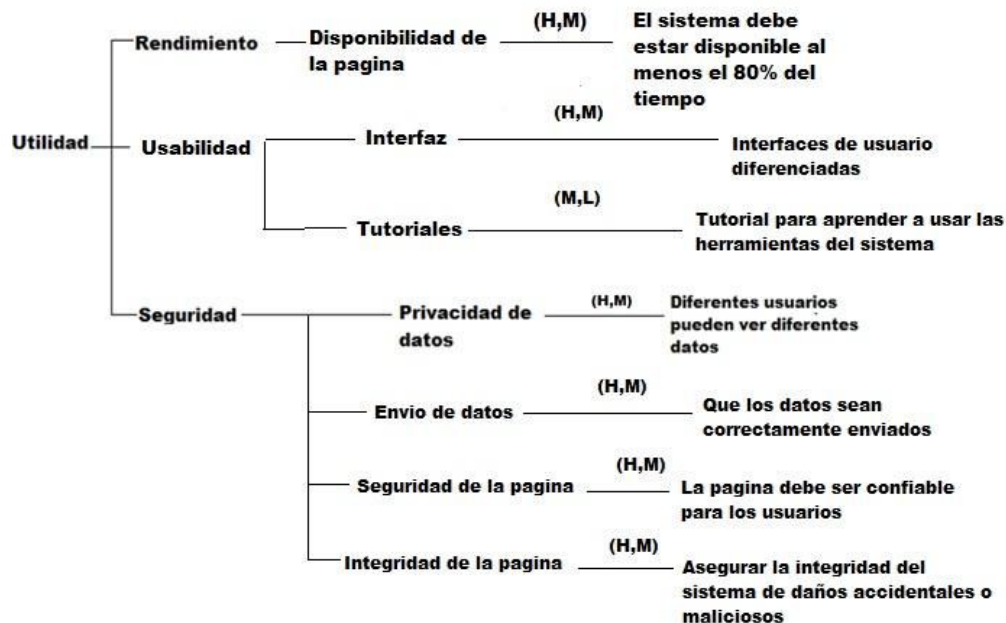 Utilidad
Rendimiento
Disponibilidad de
la pagina
(H,M)
El sistema debe
estar disponible al
menos el 80% del
tiempo
Usabilidad
Interfaz
(H,M)
Interfaces de usuario
diferenciadas
Tutoriales
(M,L)
Tutorial para aprender a usar las
herramientas del sistema
Seguridad
Privacidad de
datos
(H,M)
Diferentes usuarios
pueden ver diferentes
datos
Envio de datos
(H,M)
Que los datos sean
correctamente enviados
Seguridad de la pagina
(H,M)
La pagina debe ser confiable
para los usuarios
Integridad de la pagina
(H,M)
Asegurar la integridad del
sistema de daños accidentales o
maliciosos